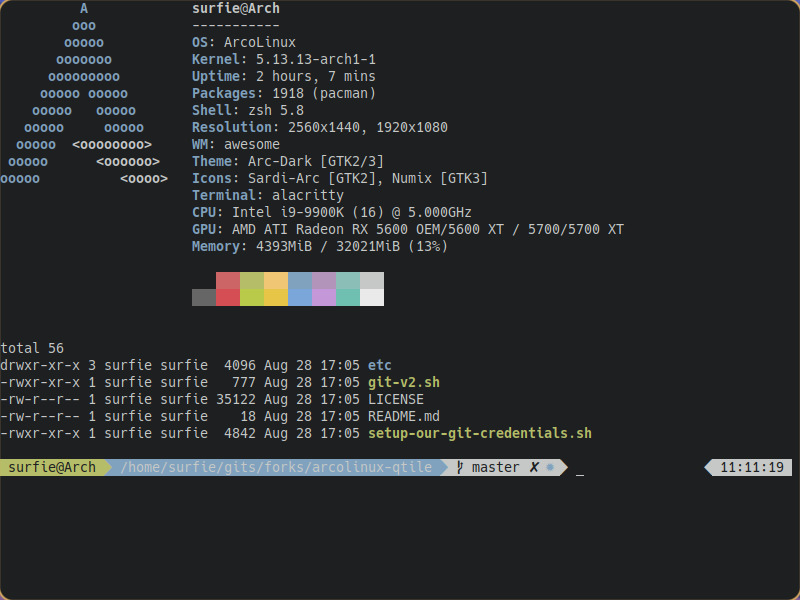 A surfie@Arch
ooo -----------
ooooo OS: ArcoLinux
ooooooo Kernel: 5.13.13-arch1-1
ooooooooo Uptime: 2 hours, 7 mins
ooooo ooooo Packages: 1918 (pacman)
ooooo ooooo Shell: zsh 5.8
ooooo ooooo Resolution: 2560x1440, 1920x1080
ooooo <oooooooo> WM: awesome
ooooo <oooooo> Theme: Arc-Dark [GTK2/3]
ooooo <oooo> Icons: Sardi-Arc [GTK2], Numix [GTK3]
Terminal: alacritty
CPU: Intel i9-9900K (16) @ 5.000GHz
GPU: AMD ATI Radeon RX 5600 OEM/5600 XT / 5700/5700 XT
Memory: 4393MiB / 32021MiB (13%)
total 56
drwxr-xr-x 3 surfie surfie 4096 Aug 28 17:05 etc
-rwxr-xr-x 1 surfie surfie 777 Aug 28 17:05 git-v2.sh
-rw-r--r-- 1 surfie surfie 35122 Aug 28 17:05 LICENSE
-rw-r--r-- 1 surfie surfie 18 Aug 28 17:05 README.md
-rwxr-xr-x 1 surfie surfie 4842 Aug 28 17:05 setup-our-git-credentials.sh
surfie@Arch /home/surfie/gits/forks/arcolinux-qtile master ✗ _ 11:11:19